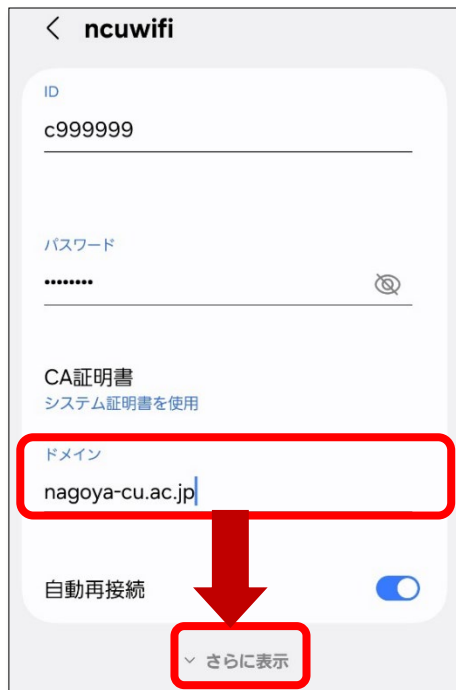 ncuwifi
ID
c999999
パスワード
••••••••
CA証明書
システム証明書を使用
ドメイン
nagoya-cu.ac.jp
自動再接続
さらに表示